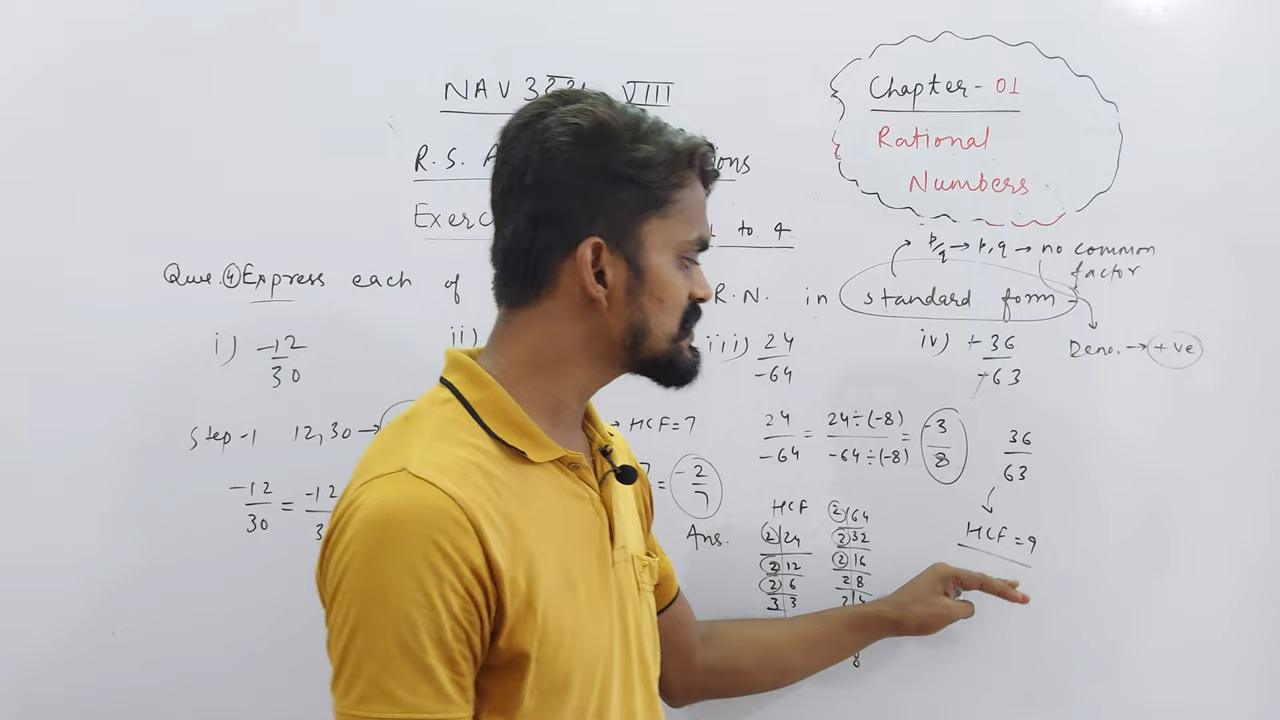 NAV VIII
R.S. ons
Exerc to 4
Chapter - 01
Rational
Numbers
p/q → p, q → no common
factor
Que. ④ Express each of R.N. in standard form
Deno. → +ve
i) -12/30
ii)
iii) 24/-64
iv) -36/-63
Step-1 12, 30 →
HCF = 7
-12/30 = -12
= -2/7
Ans.
24/-64 = 24÷(-8)/-64÷(-8) = -3/8
36/63
HCF = 9
HCF
2 | 24
2 | 12
2 | 6
3 | 3
2 | 64
2 | 32
2 | 16
2 | 8
2 | 4